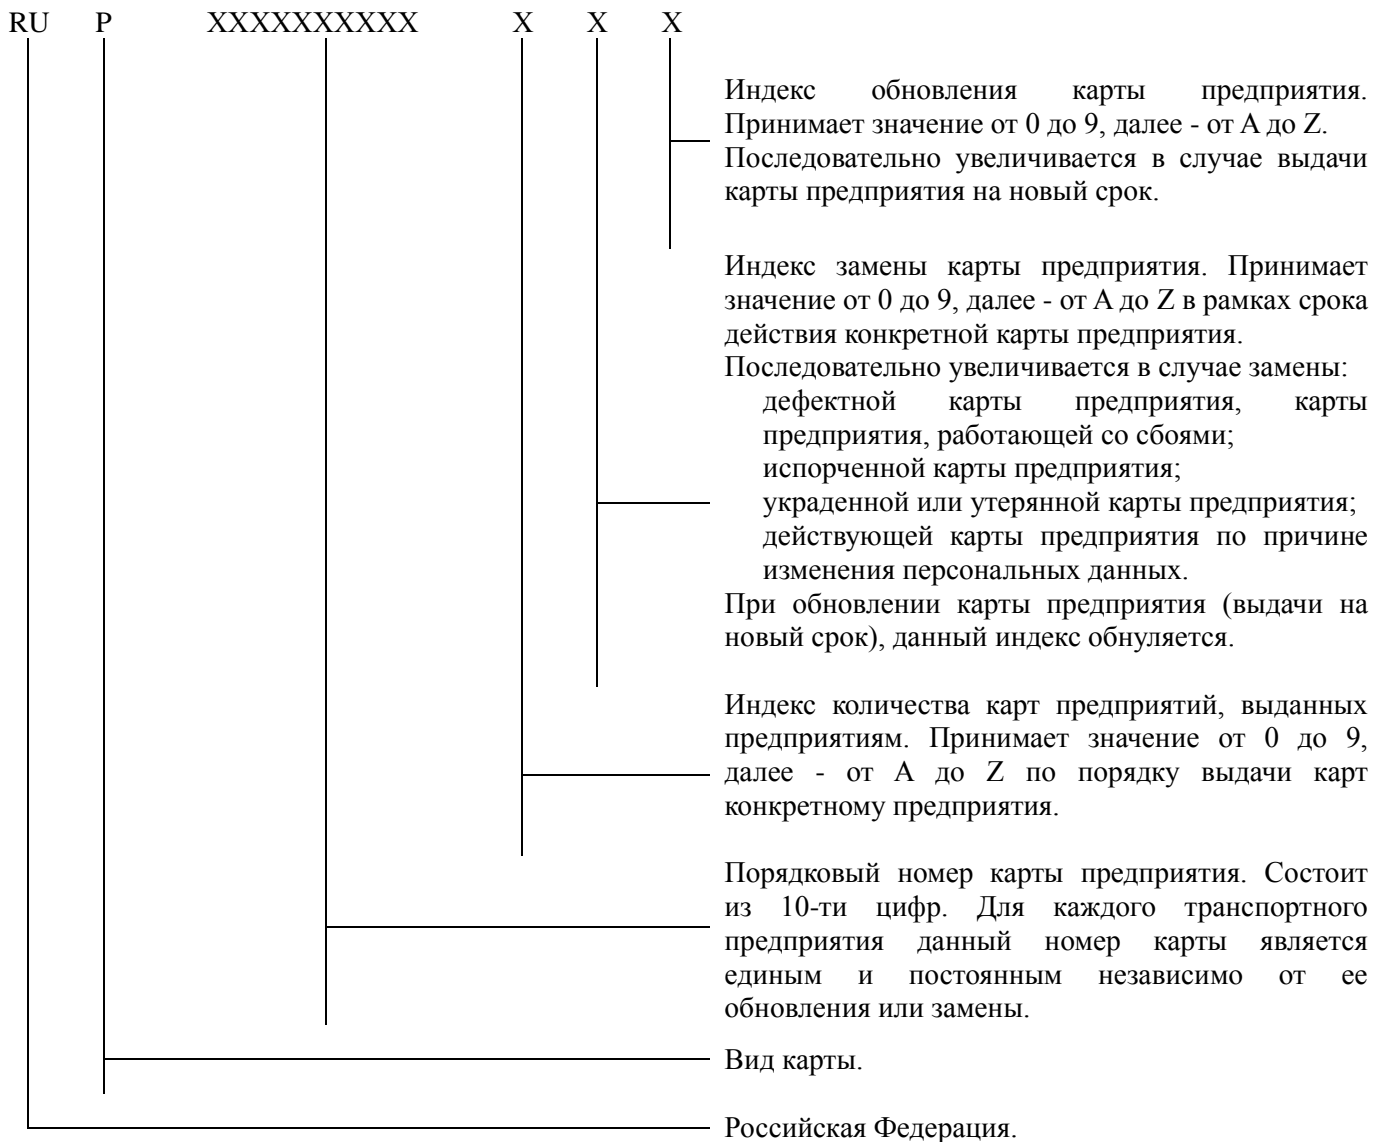 RU P XXXXXXXXXX X X X
Индекс обновления карты предприятия.
Принимает значение от 0 до 9, далее - от A до Z.
Последовательно увеличивается в случае выдачи
карты предприятия на новый срок.
Индекс замены карты предприятия. Принимает
значение от 0 до 9, далее - от A до Z в рамках срока
действия конкретной карты предприятия.
Последовательно увеличивается в случае замены:
дефектной карты предприятия, карты
предприятия, работающей со сбоями;
испорченной карты предприятия;
украденной или утерянной карты предприятия;
действующей карты предприятия по причине
изменения персональных данных.
При обновлении карты предприятия (выдачи на
новый срок), данный индекс обнуляется.
Индекс количества карт предприятий, выданных
предприятиям. Принимает значение от 0 до 9,
далее - от A до Z по порядку выдачи карт
конкретному предприятия.
Порядковый номер карты предприятия. Состоит
из 10-ти цифр. Для каждого транспортного
предприятия данный номер карты является
единым и постоянным независимо от ее
обновления или замены.
Вид карты.
Российская Федерация.